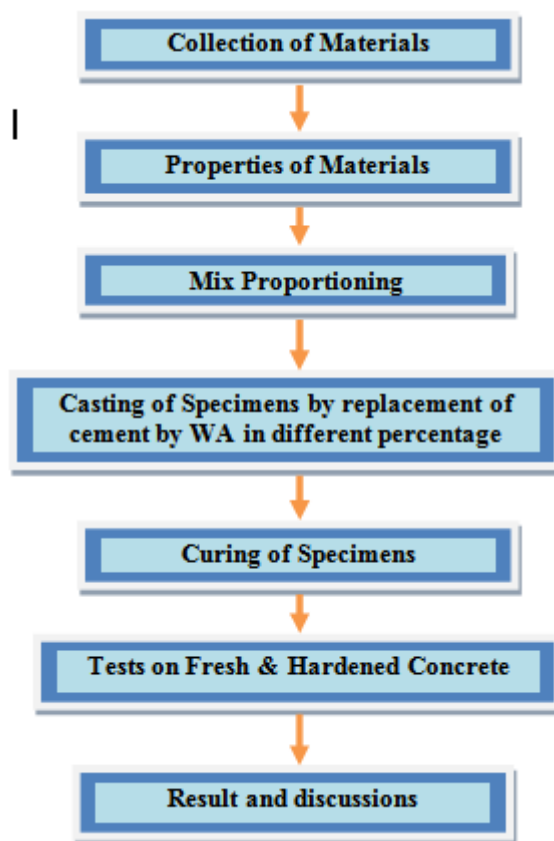 Collection of Materials
Properties of Materials
Mix Proportioning
Casting of Specimens by replacement of
cement by WA in different percentage
Curing of Specimens
Tests on Fresh & Hardened Concrete
Result and discussions